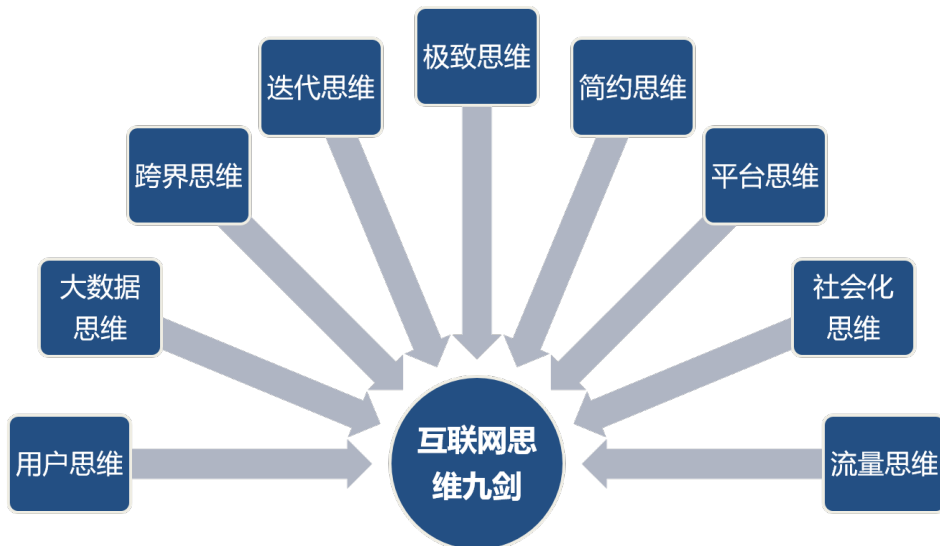 极致思维
迭代思维
简约思维
跨界思维
平台思维
大数据
思维
社会化
思维
用户思维
互联网思
维九剑
流量思维